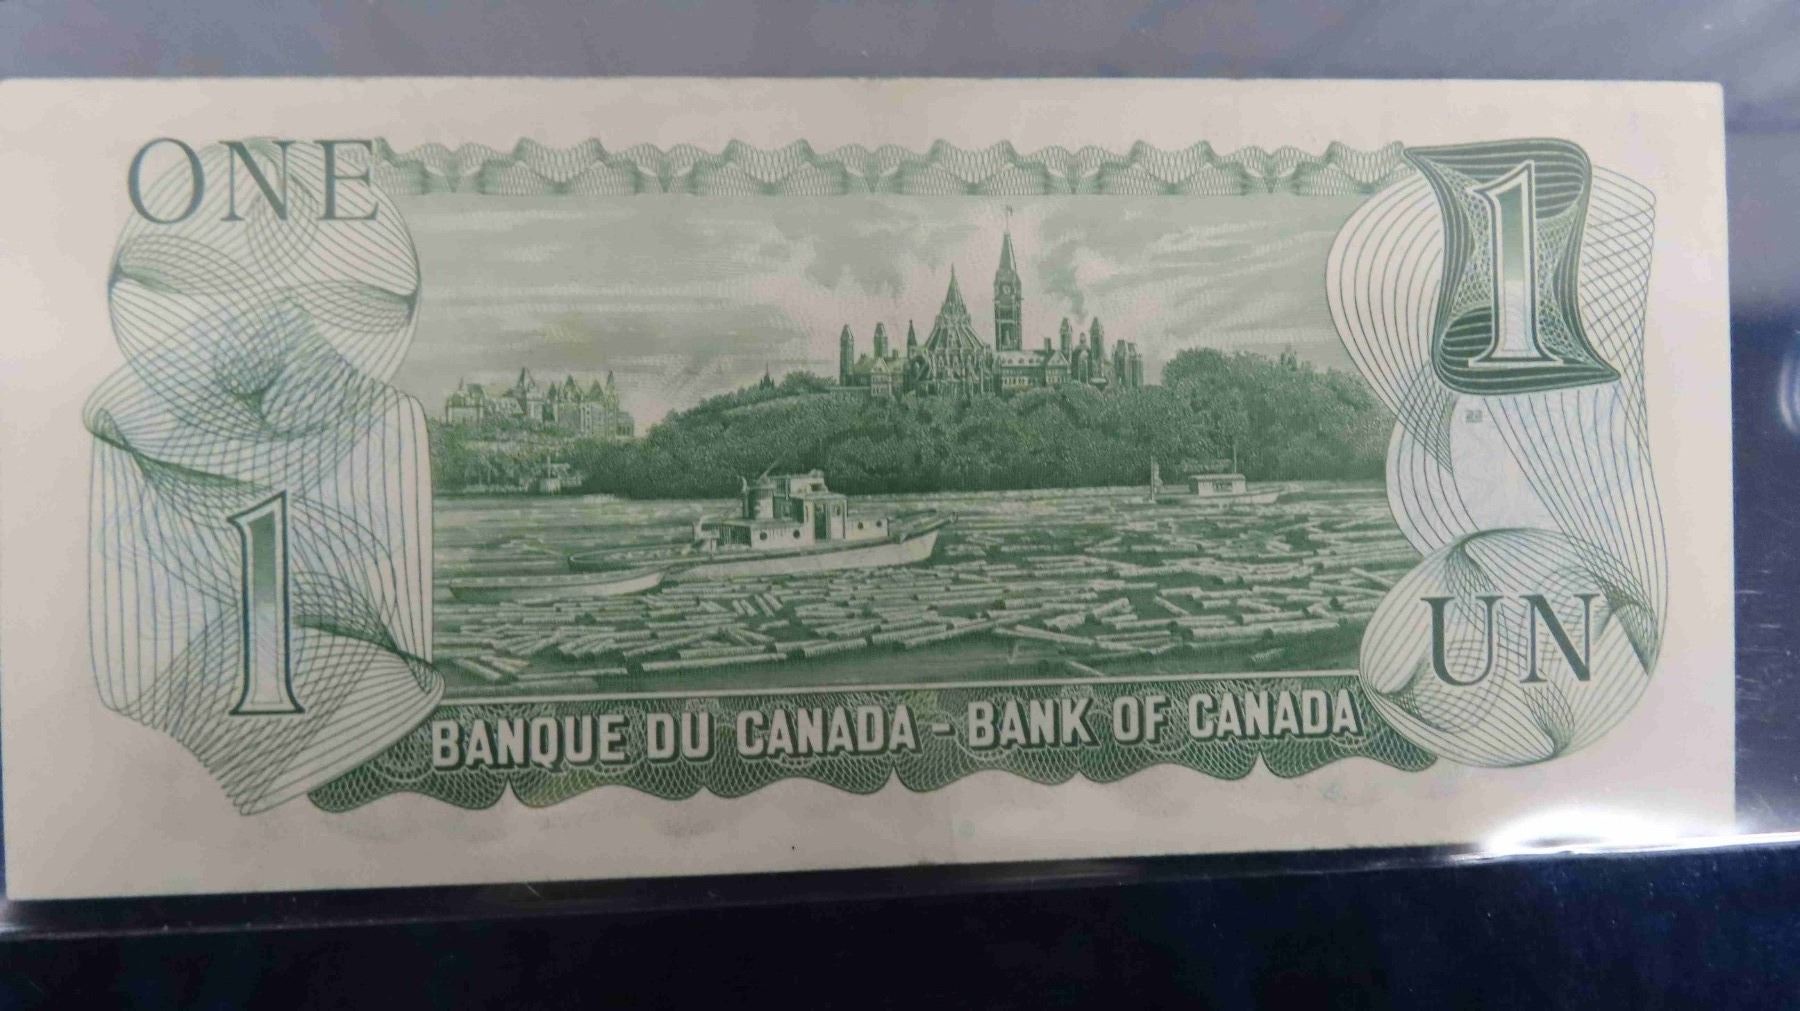 ONE
1
1
UN
BANQUE DU CANADA - BANK OF CANADA